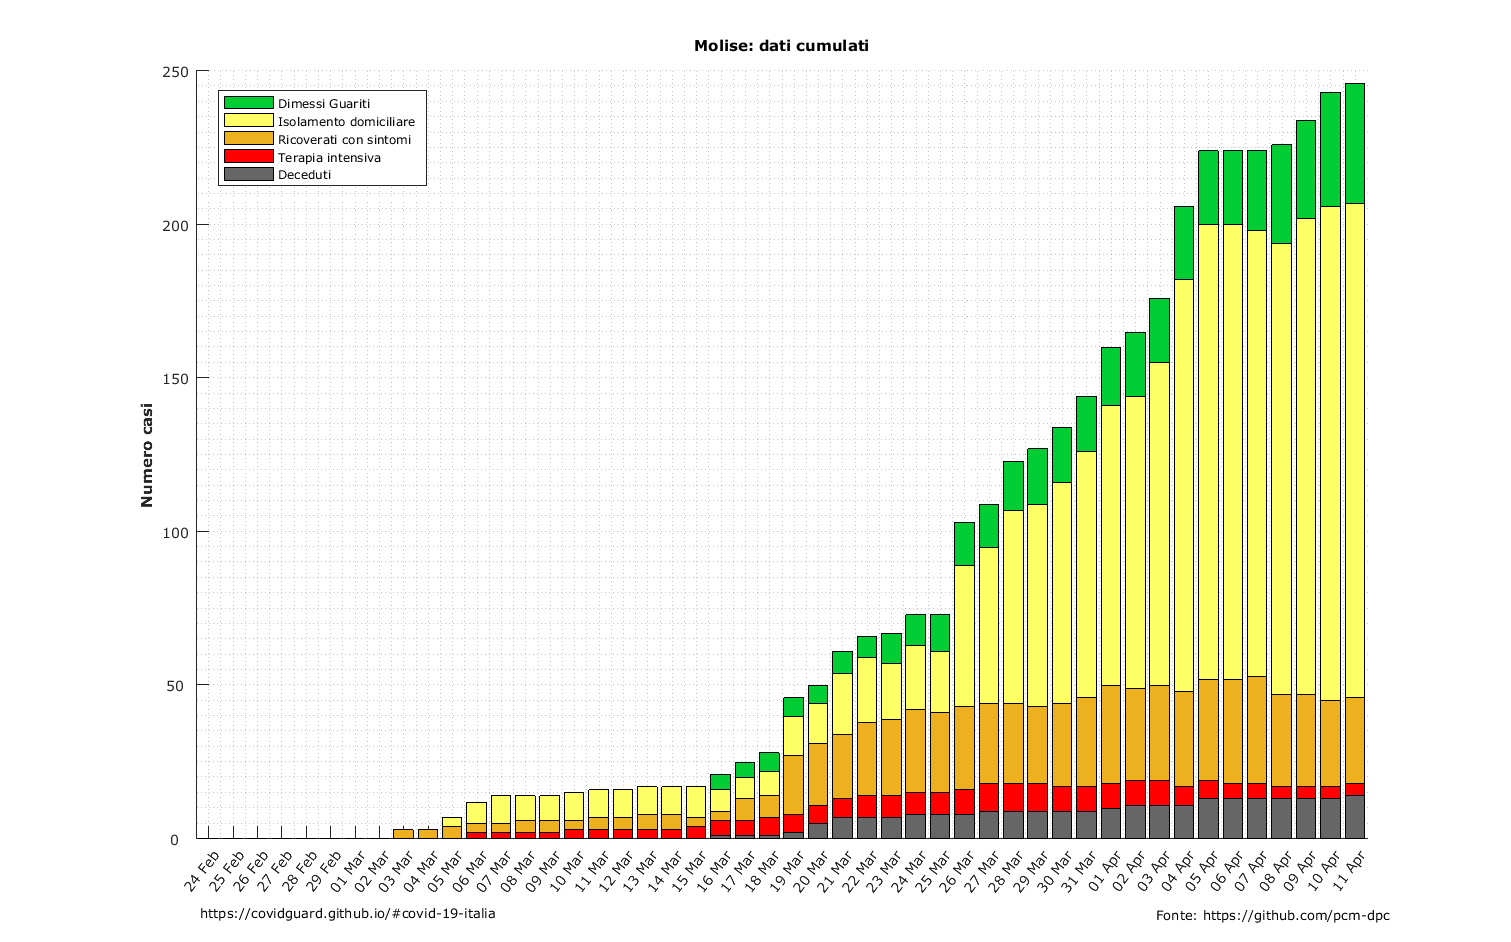 Molise: dati cumulati
250
200
150
100
50
0
Numero casi
Dimessi Guariti
Isolamento domiciliare
Ricoverati con sintomi
Terapia intensiva
Deceduti
24 Feb
25 Feb
26 Feb
27 Feb
28 Feb
29 Feb
01 Mar
02 Mar
03 Mar
04 Mar
05 Mar
06 Mar
07 Mar
08 Mar
09 Mar
10 Mar
11 Mar
12 Mar
13 Mar
14 Mar
15 Mar
16 Mar
17 Mar
18 Mar
19 Mar
20 Mar
21 Mar
22 Mar
23 Mar
24 Mar
25 Mar
26 Mar
27 Mar
28 Mar
29 Mar
30 Mar
31 Mar
01 Apr
02 Apr
03 Apr
04 Apr
05 Apr
06 Apr
07 Apr
08 Apr
09 Apr
10 Apr
11 Apr
https://covidguard.github.io/#covid-19-italia
Fonte: https://github.com/pcm-dpc